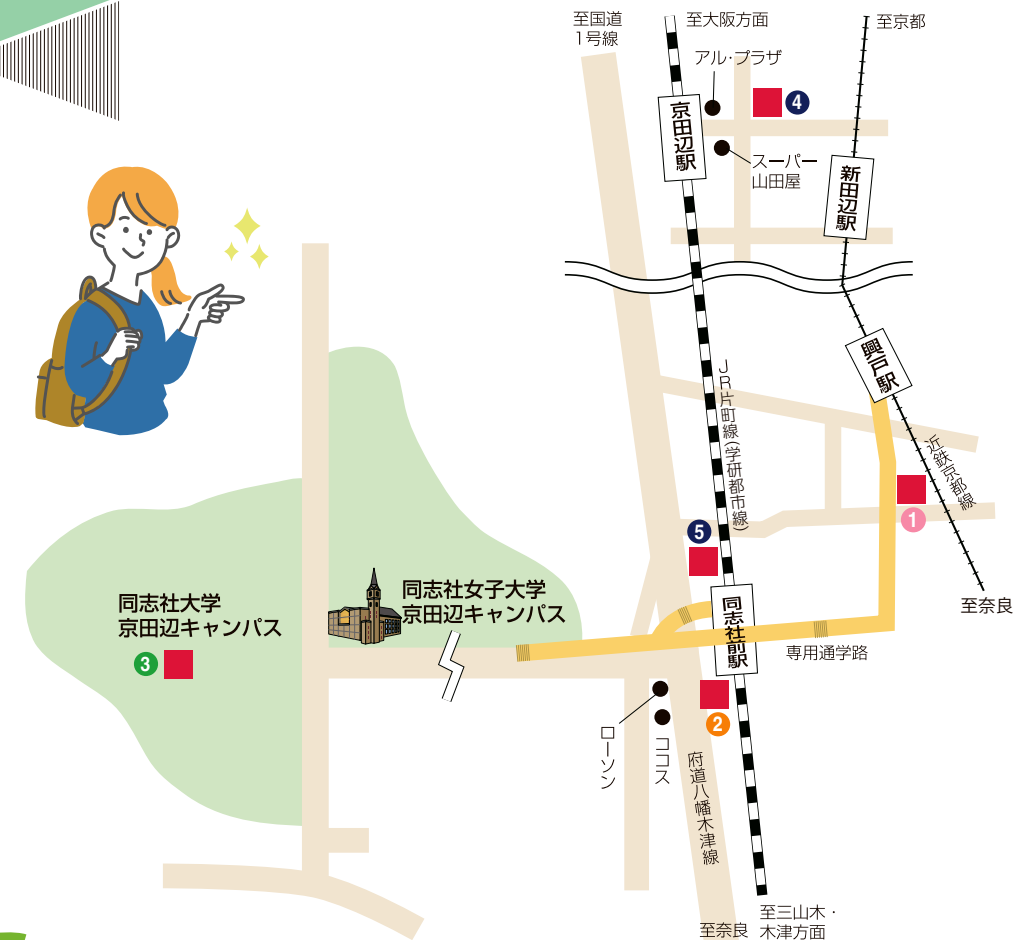 至国道
1号線
至大阪方面
至京都
アル・プラザ
4
京田辺駅
スーパー
山田屋
新田辺駅
興戸駅
JR片町線(学研都市線)
近鉄京都線
1
5
至奈良
同志社大学
京田辺キャンパス
3
同志社女子大学
京田辺キャンパス
同志社前駅
専用通学路
2
ローソン
ココス
府道八幡木津線
至奈良
至三山木・
木津方面